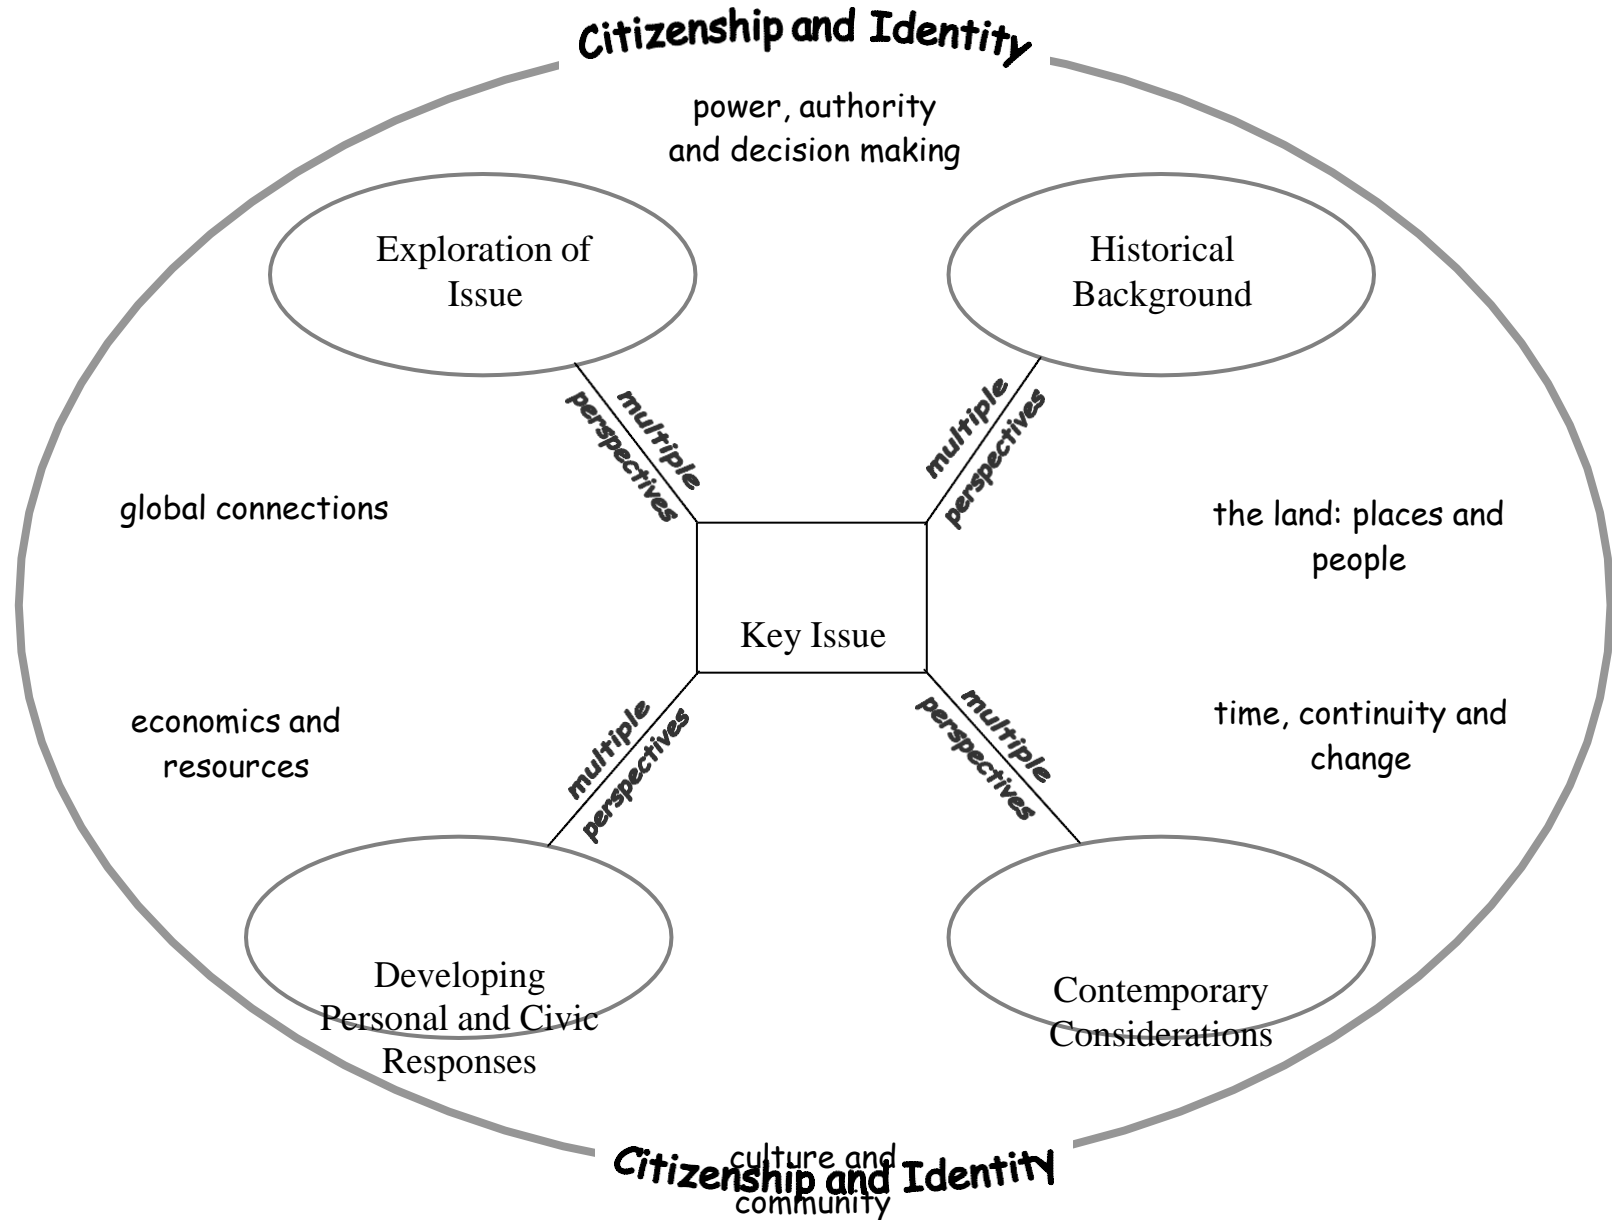 Citizenship and Identity
power, authority
and decision making
Exploration of
Issue
Historical
Background
multiple
perspectives
multiple
perspectives
global connections
the land: places and
people
Key Issue
economics and
resources
time, continuity and
change
multiple
perspectives
multiple
perspectives
Developing
Personal and Civic
Responses
Contemporary
Considerations
culture and
Citizenship and Identity
community